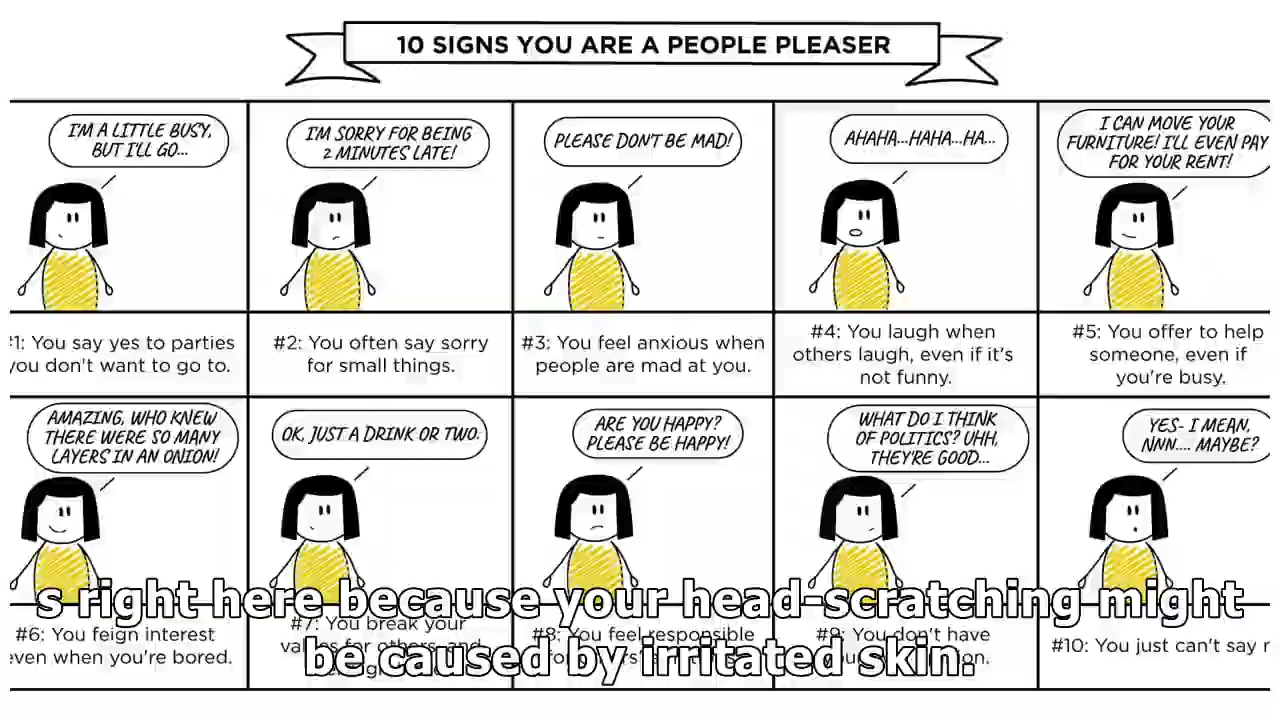 10 SIGNS YOU ARE A PEOPLE PLEASER
I'M A LITTLE BUSY,
BUT I'LL GO...
I'M SORRY FOR BEING
2 MINUTES LATE!
PLEASE DON'T BE MAD!
AHAHA...HAHA...HA...
I CAN MOVE YOUR
FURNITURE! I'LL EVEN PAY
FOR YOUR RENT!
#1: You say yes to parties
you don't want to go to.
#2: You often say sorry
for small things.
#3: You feel anxious when
people are mad at you.
#4: You laugh when
others laugh, even if it's
not funny.
#5: You offer to help
someone, even if
you're busy.
AMAZING, WHO KNEW
THERE WERE SO MANY
LAYERS IN AN ONION!
OK, JUST A DRINK OR TWO.
ARE YOU HAPPY?
PLEASE BE HAPPY!
WHAT DO I THINK
OF POLITICS? UHH,
THEY'RE GOOD...
YES- I MEAN,
NNN.... MAYBE?
#6: You feign interest
even when you're bored.
#7: You break your
for others, and
#8: You feel responsible
#9: You don't have
#10: You just can't say
s right here because your head-scratching might
be caused by irritated skin.